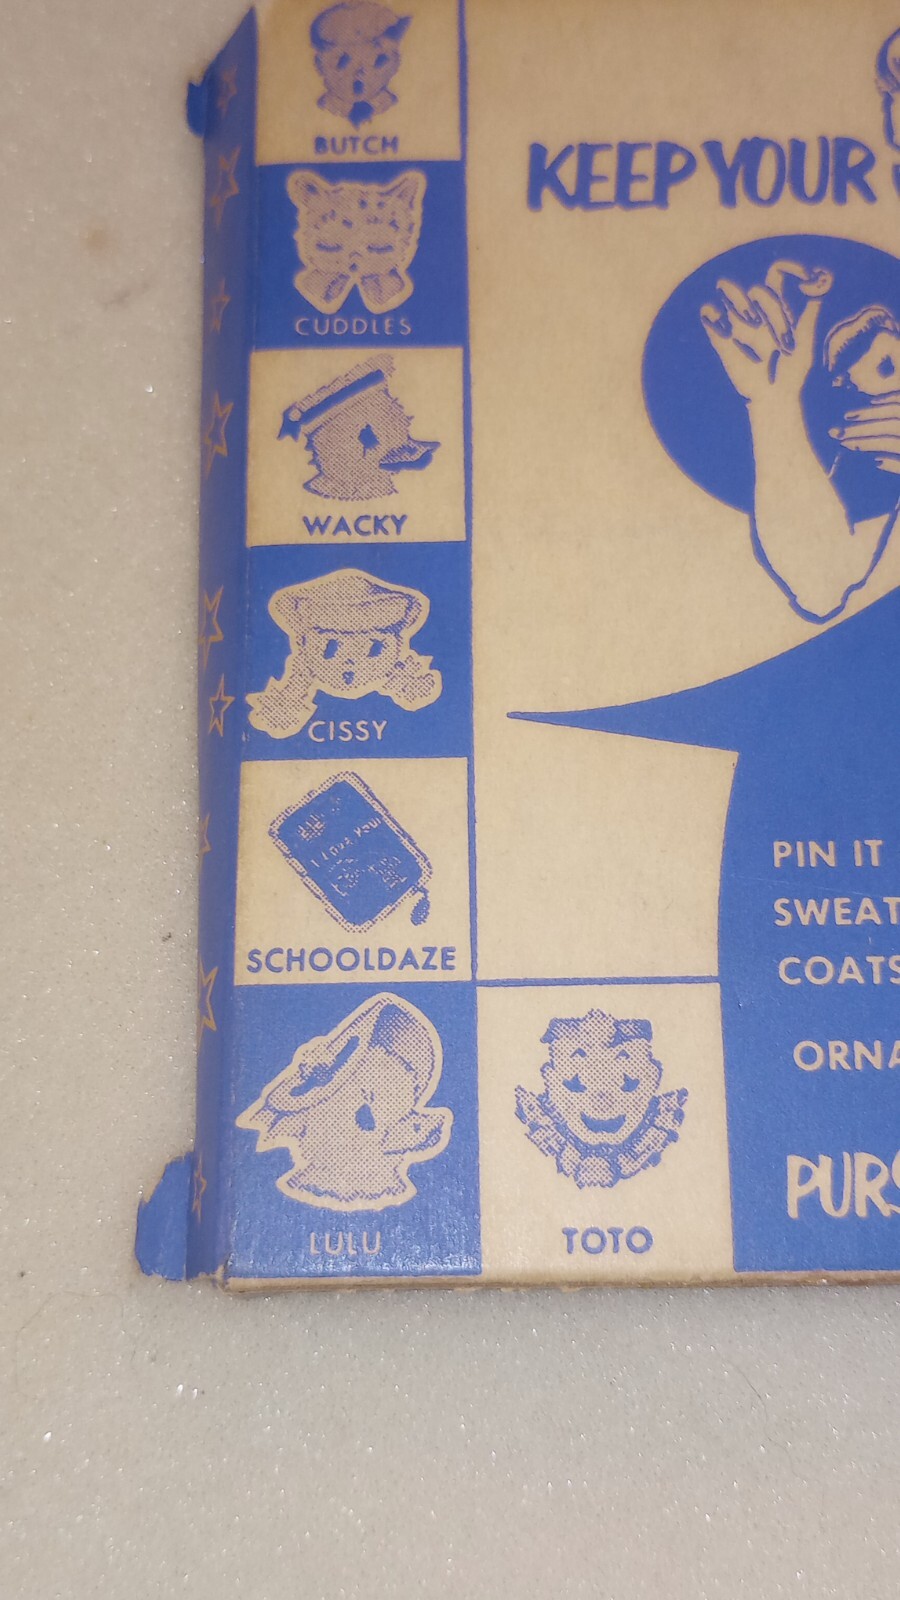 BUTCH
CUDDLES
WACKY
CISSY
SCHOOLDAZE
LULU
TOTO
KEEP YOUR
I Love You
PIN IT
SWEAT
COATS
ORNA
PURS